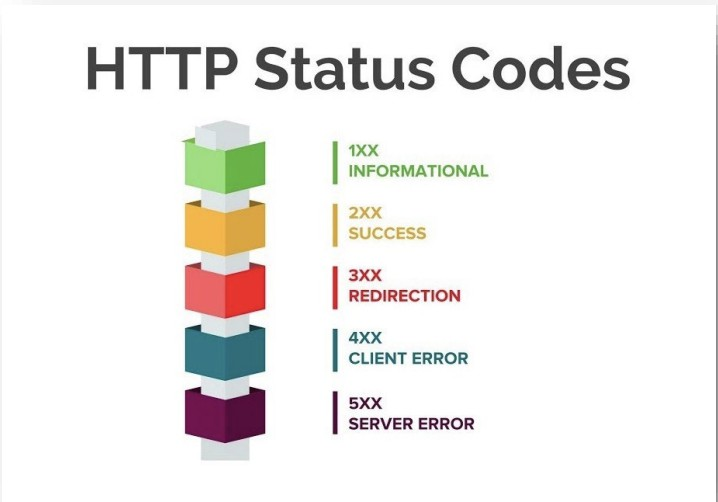 HTTP Status Codes
1XX
INFORMATIONAL
2XX
SUCCESS
3XX
REDIRECTION
4XX
CLIENT ERROR
5XX
SERVER ERROR